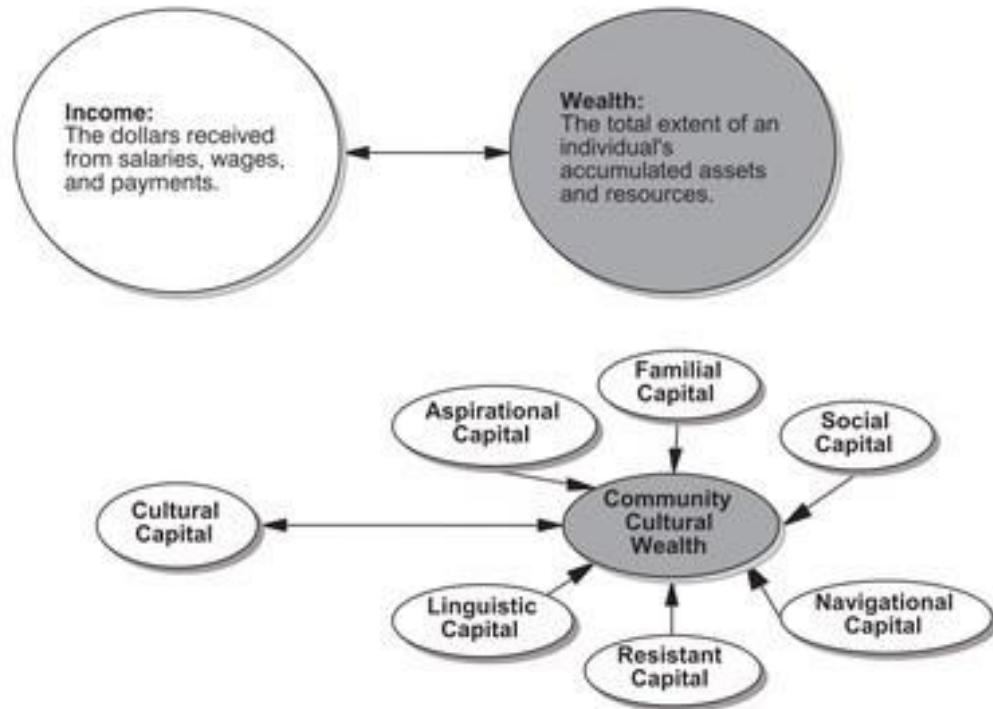 Income:
The dollars received
from salaries, wages,
and payments.
Wealth:
The total extent of an
individual's
accumulated assets
and resources.
Familial
Capital
Aspirational
Capital
Social
Capital
Cultural
Capital
Community
Cultural
Wealth
Linguistic
Capital
Resistant
Capital
Navigational
Capital